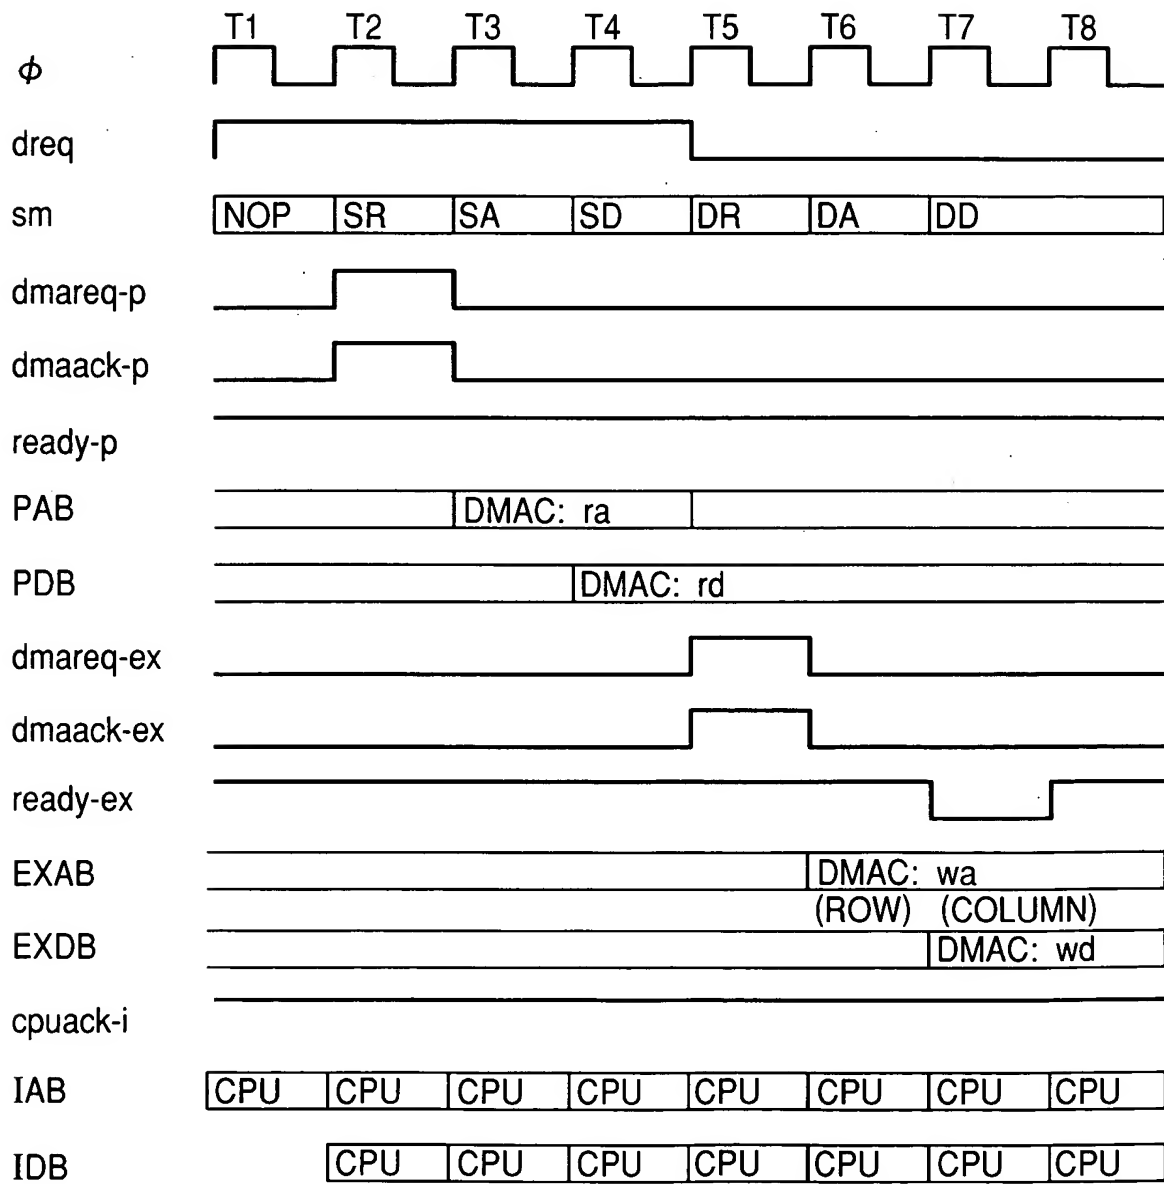 T1 T2 T3 T4 T5 T6 T7 T8
ϕ
dreq
sm NOP SR SA SD DR DA DD
dmareq-p
dmaack-p
ready-p
PAB DMAC: ra
PDB DMAC: rd
dmareq-ex
dmaack-ex
ready-ex
EXAB DMAC: wa
(ROW) (COLUMN)
EXDB DMAC: wd
cpuack-i
IAB CPU CPU CPU CPU CPU CPU CPU CPU
IDB CPU CPU CPU CPU CPU CPU CPU